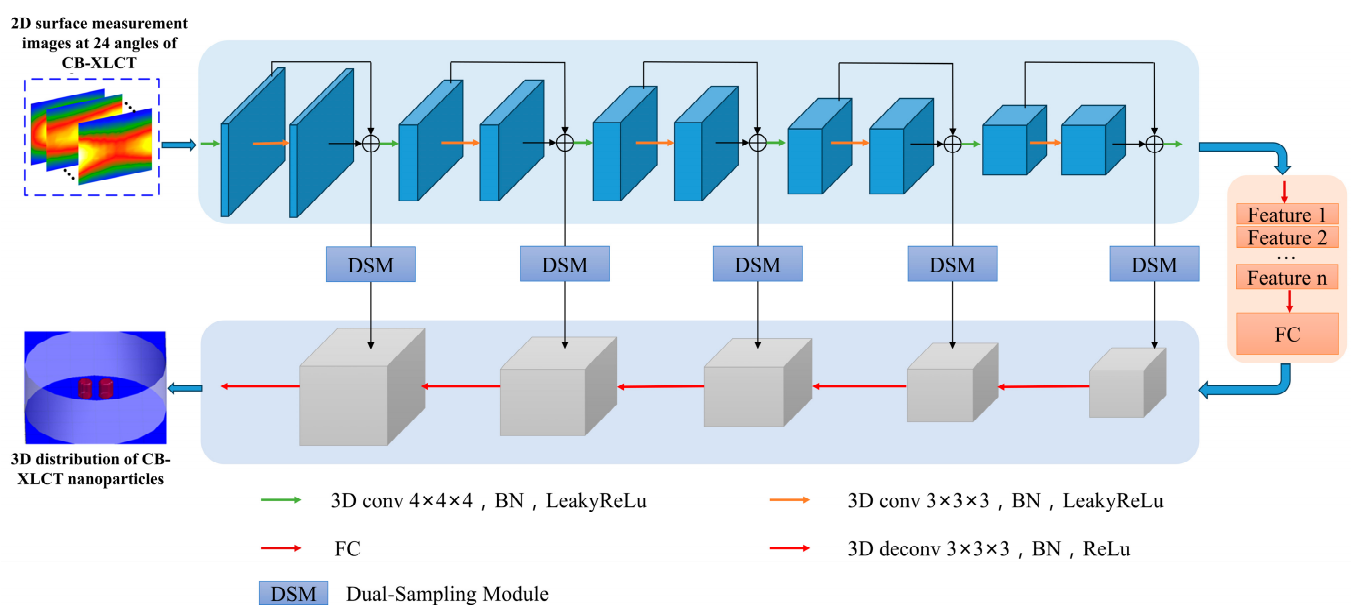 2D surface measurement
images at 24 angles of
CB-XLCT
Feature 1
Feature 2
...
Feature n
FC
DSM
DSM
DSM
DSM
DSM
3D distribution of CB-
XLCT nanoparticles
3D conv 4×4×4 , BN , LeakyReLu
3D conv 3×3×3 , BN , LeakyReLu
FC
3D deconv 3×3×3 , BN , ReLu
DSM
Dual-Sampling Module